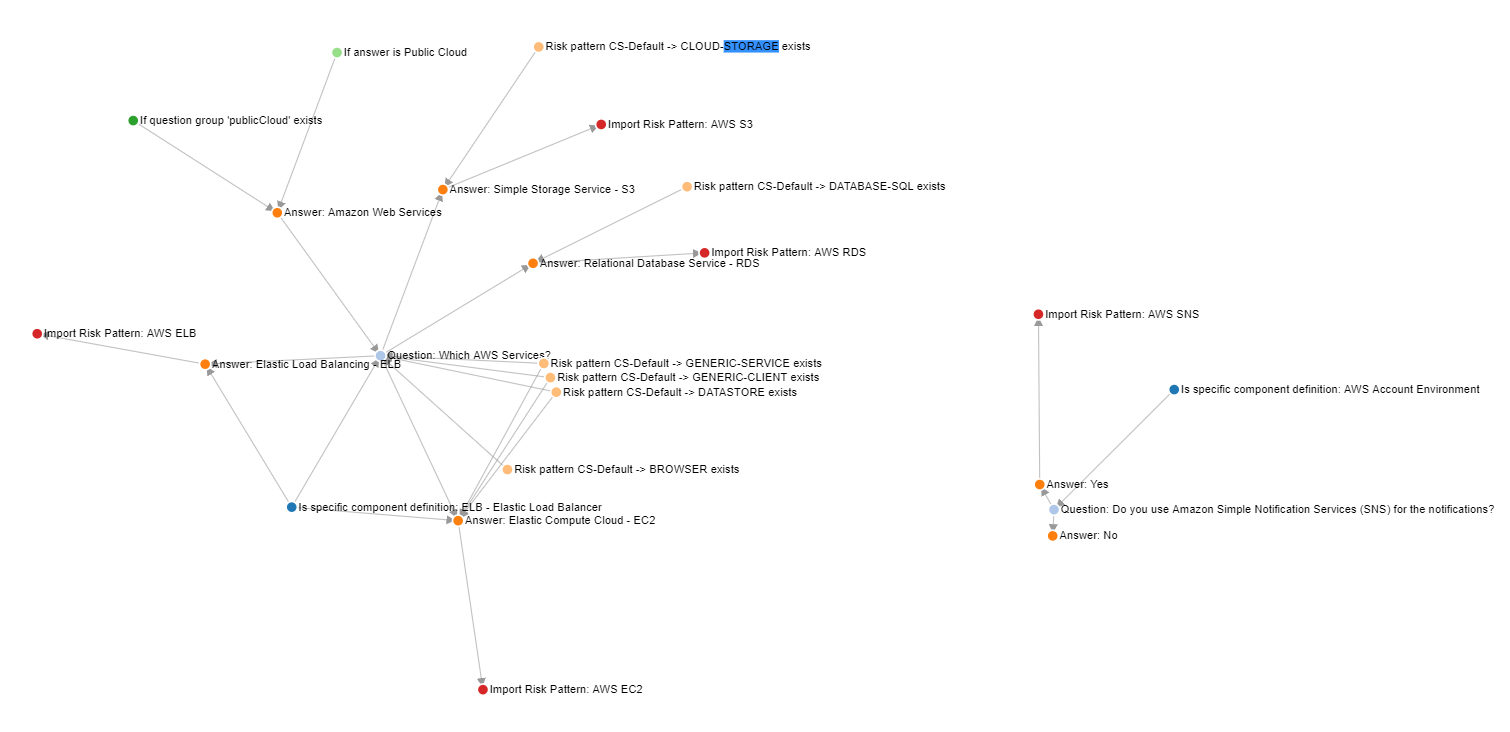 Risk pattern CS-Default -> CLOUD-STORAGE exists
If answer is Public Cloud
If question group 'publicCloud' exists
Import Risk Pattern: AWS S3
Risk pattern CS-Default -> DATABASE-SQL exists
Answer: Simple Storage Service - S3
Answer: Amazon Web Services
Import Risk Pattern: AWS RDS
Answer: Relational Database Service - RDS
Import Risk Pattern: AWS SNS
Import Risk Pattern: AWS ELB
Question: Which AWS Services?
Answer: Elastic Load Balancing - ELB
Risk pattern CS-Default -> GENERIC-SERVICE exists
Risk pattern CS-Default -> GENERIC-CLIENT exists
Risk pattern CS-Default -> DATASTORE exists
Is specific component definition: AWS Account Environment
Risk pattern CS-Default -> BROWSER exists
Answer: Yes
Is specific component definition: ELB - Elastic Load Balancer
Question: Do you use Amazon Simple Notification Services (SNS) for the notifications?
Answer: Elastic Compute Cloud - EC2
Answer: No
Import Risk Pattern: AWS EC2